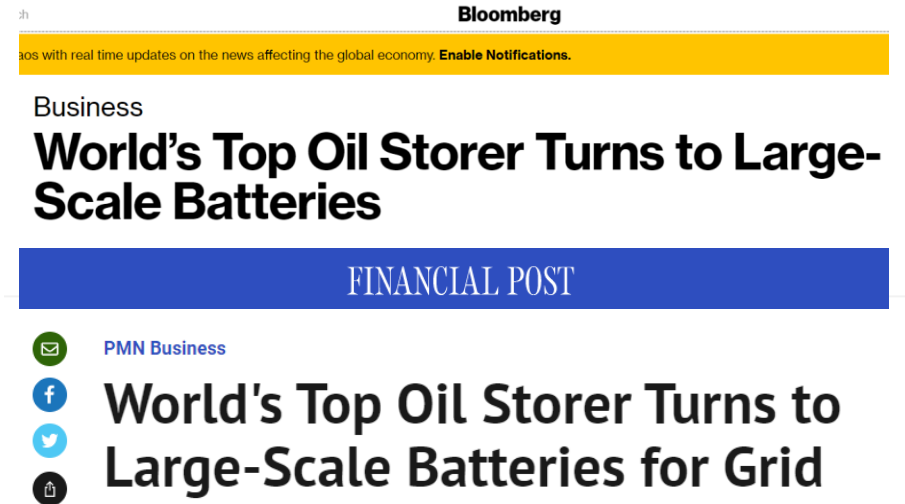 Bloomberg
with real time updates on the news affecting the global economy. Enable Notifications.
Business
World’s Top Oil Storer Turns to Large-
Scale Batteries
FINANCIAL POST
PMN Business
World's Top Oil Storer Turns to
Large-Scale Batteries for Grid